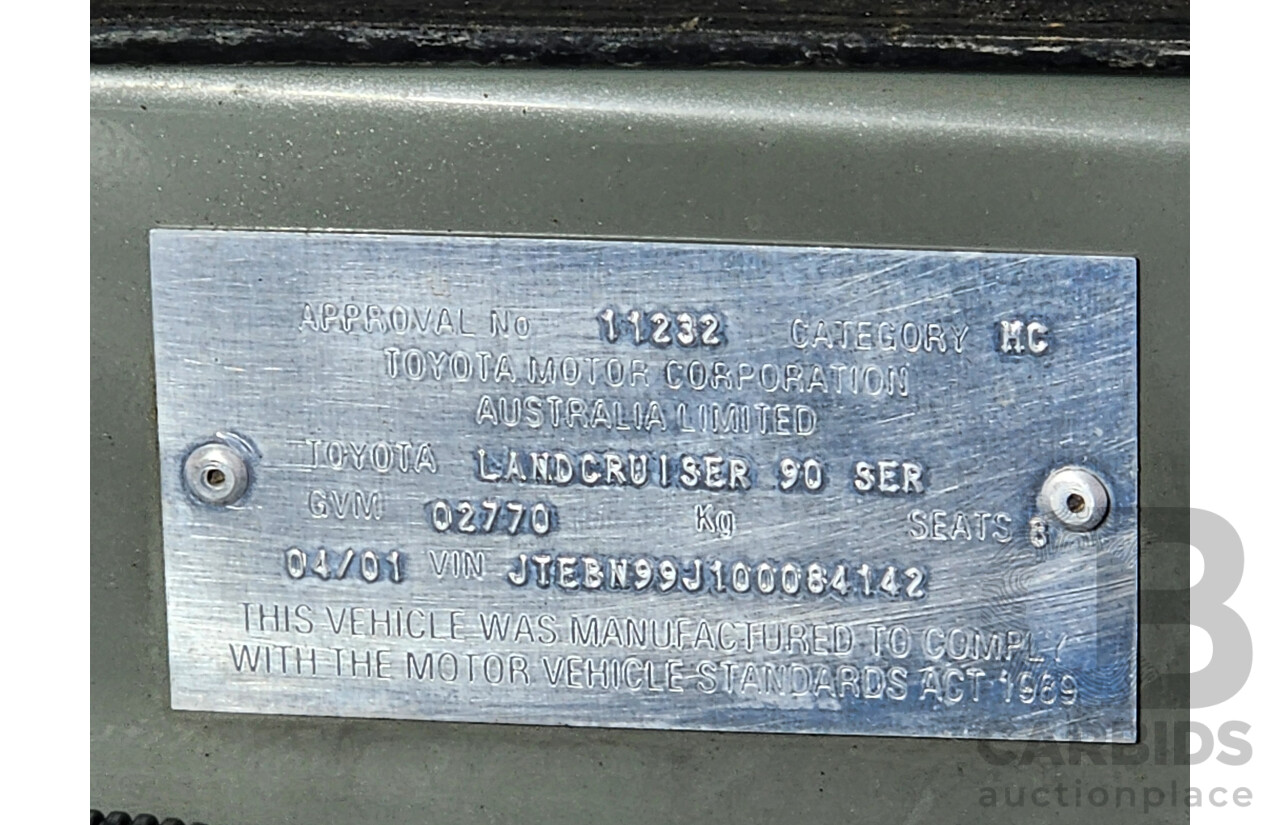 APPROVAL No 11232 CATEGORY MC
TOYOTA MOTOR CORPORATION
AUSTRALIA LIMITED
TOYOTA LANDCRUISER 90 SER
GVM 02770 Kg SEATS 8
04/01 VIN JTEBN99J100084142
THIS VEHICLE WAS MANUFACTURED TO COMPLY
WITH THE MOTOR VEHICLE STANDARDS ACT 1989
B
CARBIDS
auctionplace